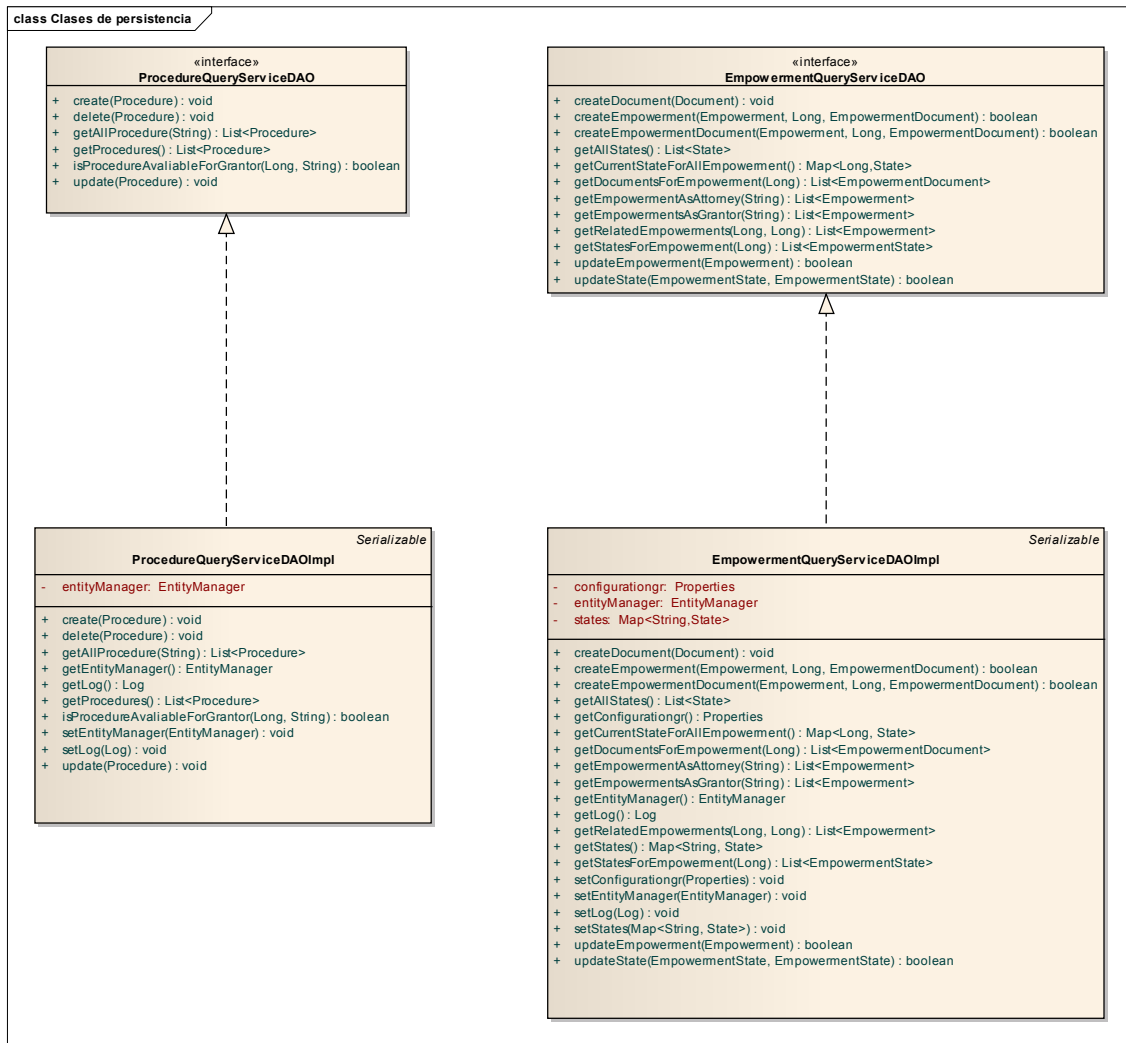 class Clases de persistencia
«interface»
ProcedureQueryServiceDAO
+ create(Procedure) : void
+ delete(Procedure) : void
+ getAllProcedure(String) : List<Procedure>
+ getProcedures() : List<Procedure>
+ isProcedureAvaliableForGrantor(Long, String) : boolean
+ update(Procedure) : void
«interface»
EmpowermentQueryServiceDAO
+ createDocument(Document) : void
+ createEmpowerment(Empowerment, Long, EmpowermentDocument) : boolean
+ createEmpowermentDocument(Empowerment, Long, EmpowermentDocument) : boolean
+ getAllStates() : List<State>
+ getCurrentStateForAllEmpowerment() : Map<Long,State>
+ getDocumentsForEmpowerment(Long) : List<EmpowermentDocument>
+ getEmpowermentAsAttorney(String) : List<Empowerment>
+ getEmpowermentsAsGrantor(String) : List<Empowerment>
+ getRelatedEmpowerments(Long, Long) : List<Empowerment>
+ getStatesForEmpowerment(Long) : List<EmpowermentState>
+ updateEmpowerment(Empowerment) : boolean
+ updateState(EmpowermentState, EmpowermentState) : boolean
Serializable
ProcedureQueryServiceDAOImpl
- entityManager: EntityManager
+ create(Procedure) : void
+ delete(Procedure) : void
+ getAllProcedure(String) : List<Procedure>
+ getEntityManager() : EntityManager
+ getLog() : Log
+ getProcedures() : List<Procedure>
+ isProcedureAvaliableForGrantor(Long, String) : boolean
+ setEntityManager(EntityManager) : void
+ setLog(Log) : void
+ update(Procedure) : void
Serializable
EmpowermentQueryServiceDAOImpl
- configurationgr: Properties
- entityManager: EntityManager
- states: Map<String,State>
+ createDocument(Document) : void
+ createEmpowerment(Empowerment, Long, EmpowermentDocument) : boolean
+ createEmpowermentDocument(Empowerment, Long, EmpowermentDocument) : boolean
+ getAllStates() : List<State>
+ getConfigurationgr() : Properties
+ getCurrentStateForAllEmpowerment() : Map<Long, State>
+ getDocumentsForEmpowerment(Long) : List<EmpowermentDocument>
+ getEmpowermentAsAttorney(String) : List<Empowerment>
+ getEmpowermentsAsGrantor(String) : List<Empowerment>
+ getEntityManager() : EntityManager
+ getLog() : Log
+ getRelatedEmpowerments(Long, Long) : List<Empowerment>
+ getStates() : Map<String, State>
+ getStatesForEmpowerment(Long) : List<EmpowermentState>
+ setConfigurationgr(Properties) : void
+ setEntityManager(EntityManager) : void
+ setLog(Log) : void
+ setStates(Map<String, State>) : void
+ updateEmpowerment(Empowerment) : boolean
+ updateState(EmpowermentState, EmpowermentState) : boolean